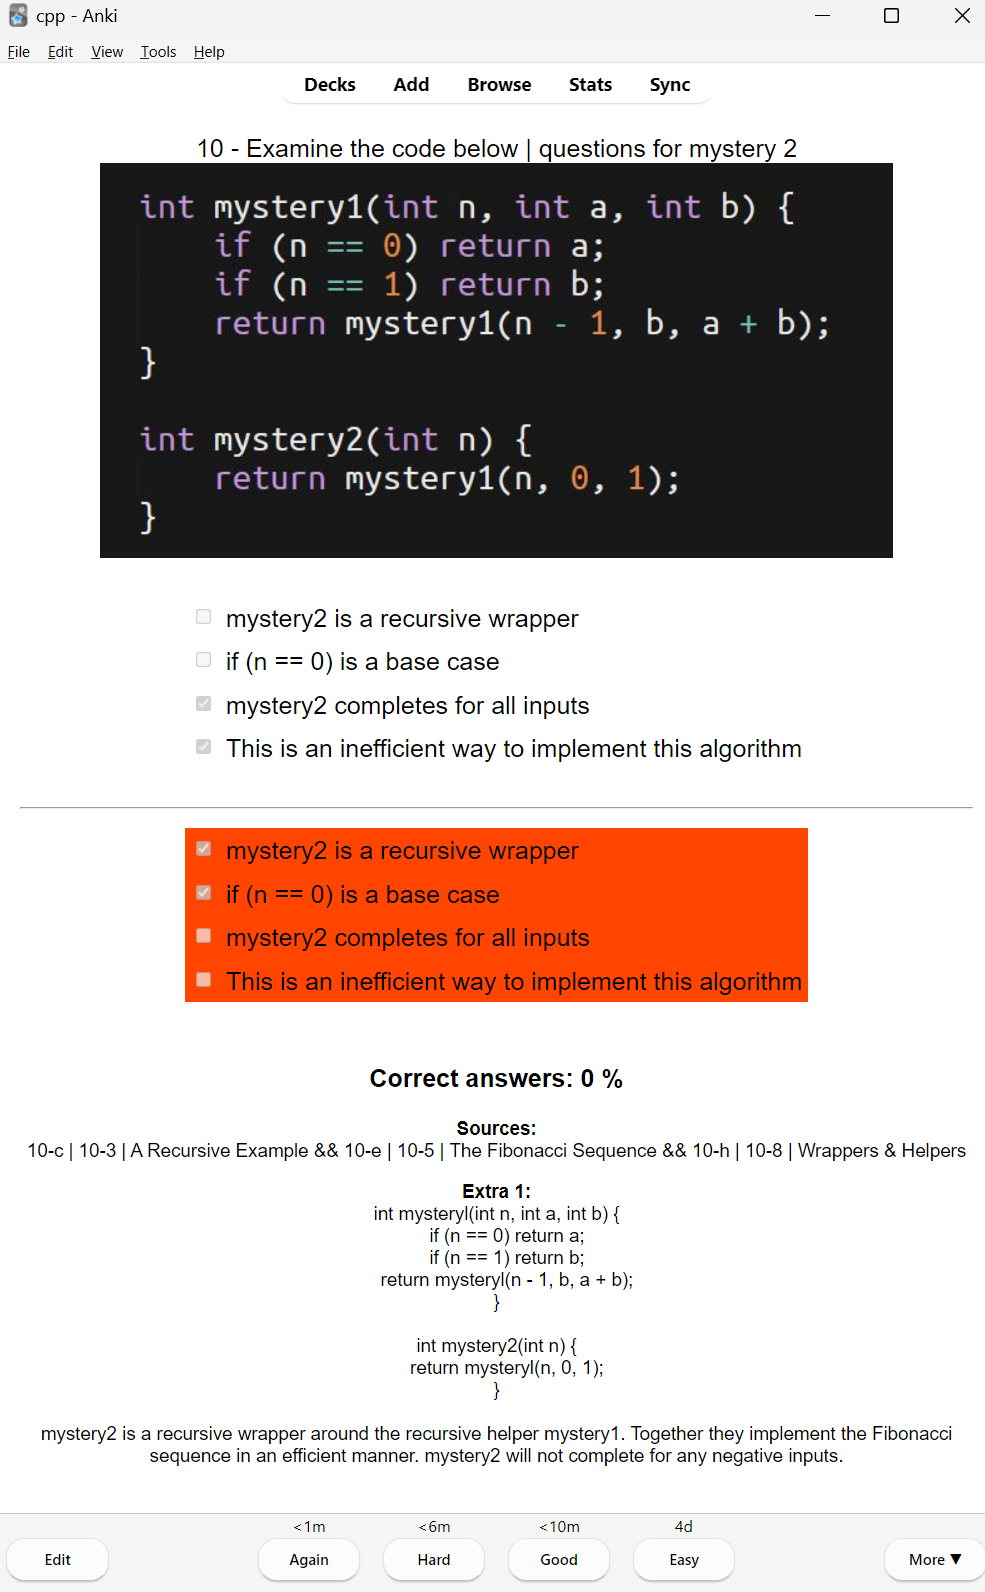 cpp - Anki
File Edit View Tools Help
Decks Add Browse Stats Sync
10 - Examine the code below | questions for mystery 2
int mystery1(int n, int a, int b) {
if (n == 0) return a;
if (n == 1) return b;
return mystery1(n - 1, b, a + b);
}
int mystery2(int n) {
return mystery1(n, 0, 1);
}
mystery2 is a recursive wrapper
if (n == 0) is a base case
mystery2 completes for all inputs
This is an inefficient way to implement this algorithm
mystery2 is a recursive wrapper
if (n == 0) is a base case
mystery2 completes for all inputs
This is an inefficient way to implement this algorithm
Correct answers: 0 %
Sources:
10-c | 10-3 | A Recursive Example && 10-e | 10-5 | The Fibonacci Sequence && 10-h | 10-8 | Wrappers & Helpers
Extra 1:
int mysteryl(int n, int a, int b) {
if (n == 0) return a;
if (n == 1) return b;
return mysteryl(n - 1, b, a + b);
}
int mystery2(int n) {
return mysteryl(n, 0, 1);
}
mystery2 is a recursive wrapper around the recursive helper mystery1. Together they implement the Fibonacci
sequence in an efficient manner. mystery2 will not complete for any negative inputs.
<1m <6m <10m 4d
Edit Again Hard Good Easy More ▼